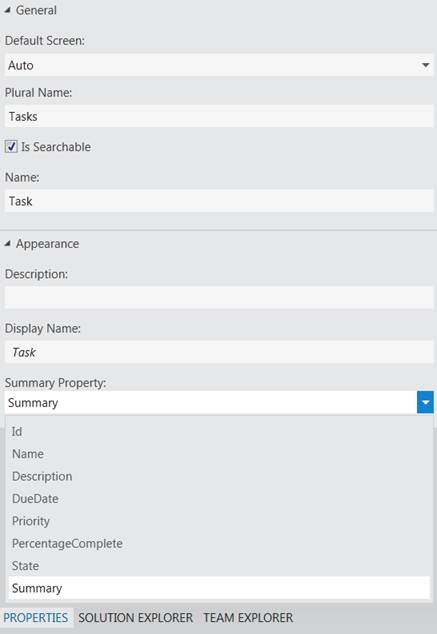 General
Default Screen:
Auto
Plural Name:
Tasks
Is Searchable
Name:
Task
Appearance
Description:
Display Name:
Task
Summary Property:
Summary
Id
Name
Description
DueDate
Priority
PercentageComplete
State
Summary
PROPERTIES SOLUTION EXPLORER TEAM EXPLORER